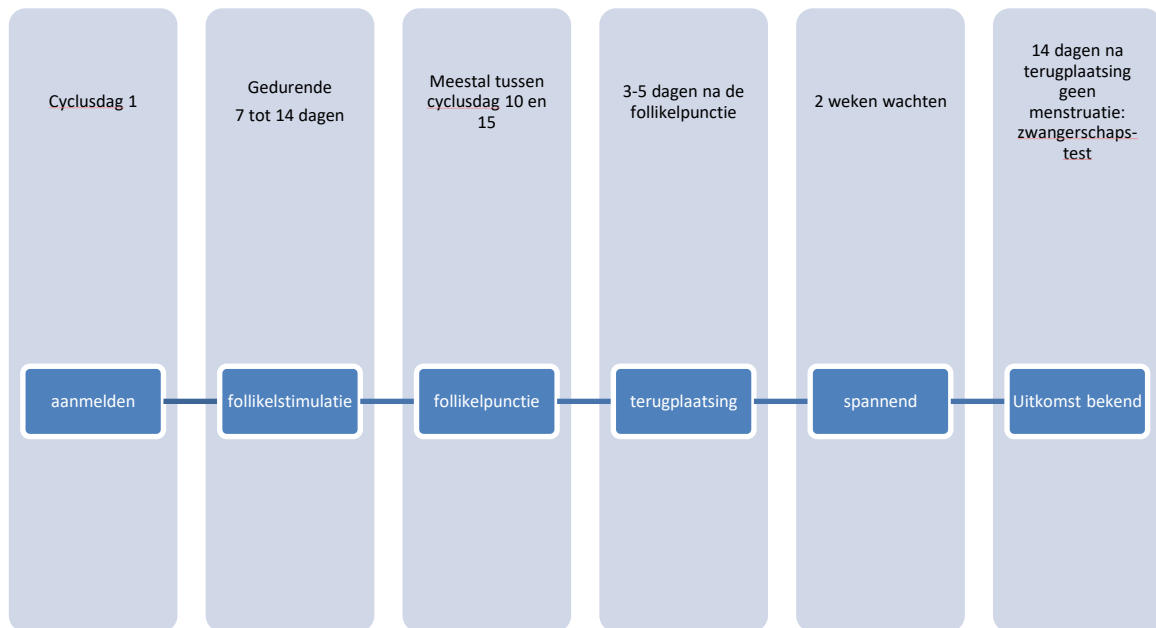 Cyclusdag 1
Gedurende
7 tot 14 dagen
Meestal tussen
cyclusdag 10 en
15
3-5 dagen na de
follikelpunctie
2 weken wachten
14 dagen na
terugplaatsing
geen
menstruatie:
zwangerschaps-
test
aanmelden
follikelstimulatie
follikelpunctie
terugplaatsing
spannend
Uitkomst bekend